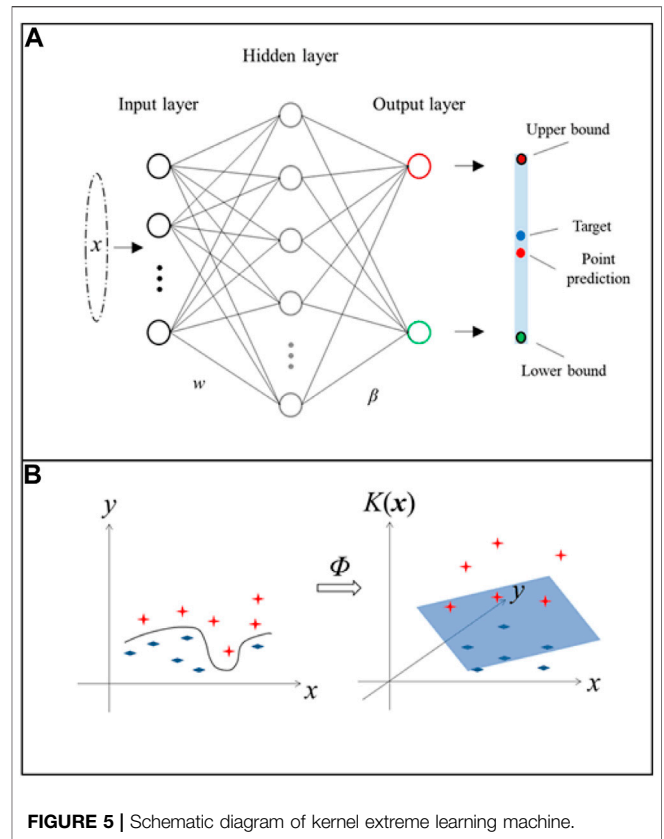 A
Hidden layer
Input layer
Output layer
Upper bound
x
Target
Point
prediction
Lower bound
w
β
B
y
K(x)
Φ
y
x
x
FIGURE 5 | Schematic diagram of kernel extreme learning machine.